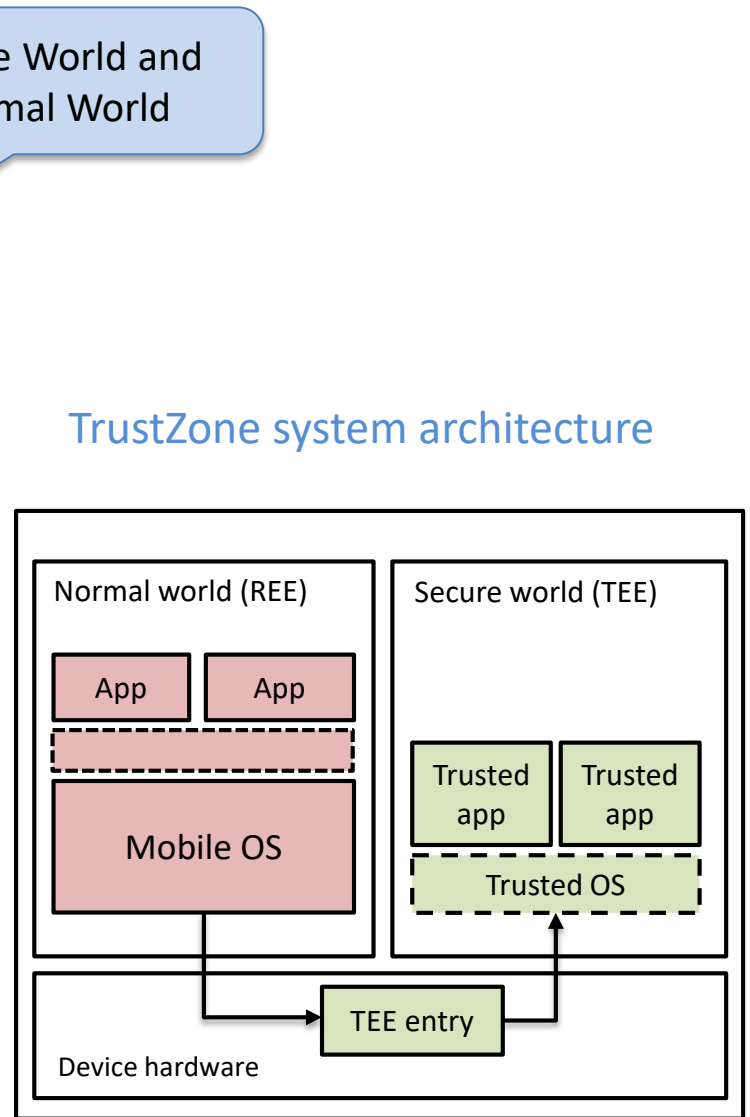 e World and
mal World
TrustZone system architecture
Normal world (REE)
App
App
Mobile OS
Secure world (TEE)
Trusted
app
Trusted
app
Trusted OS
TEE entry
Device hardware